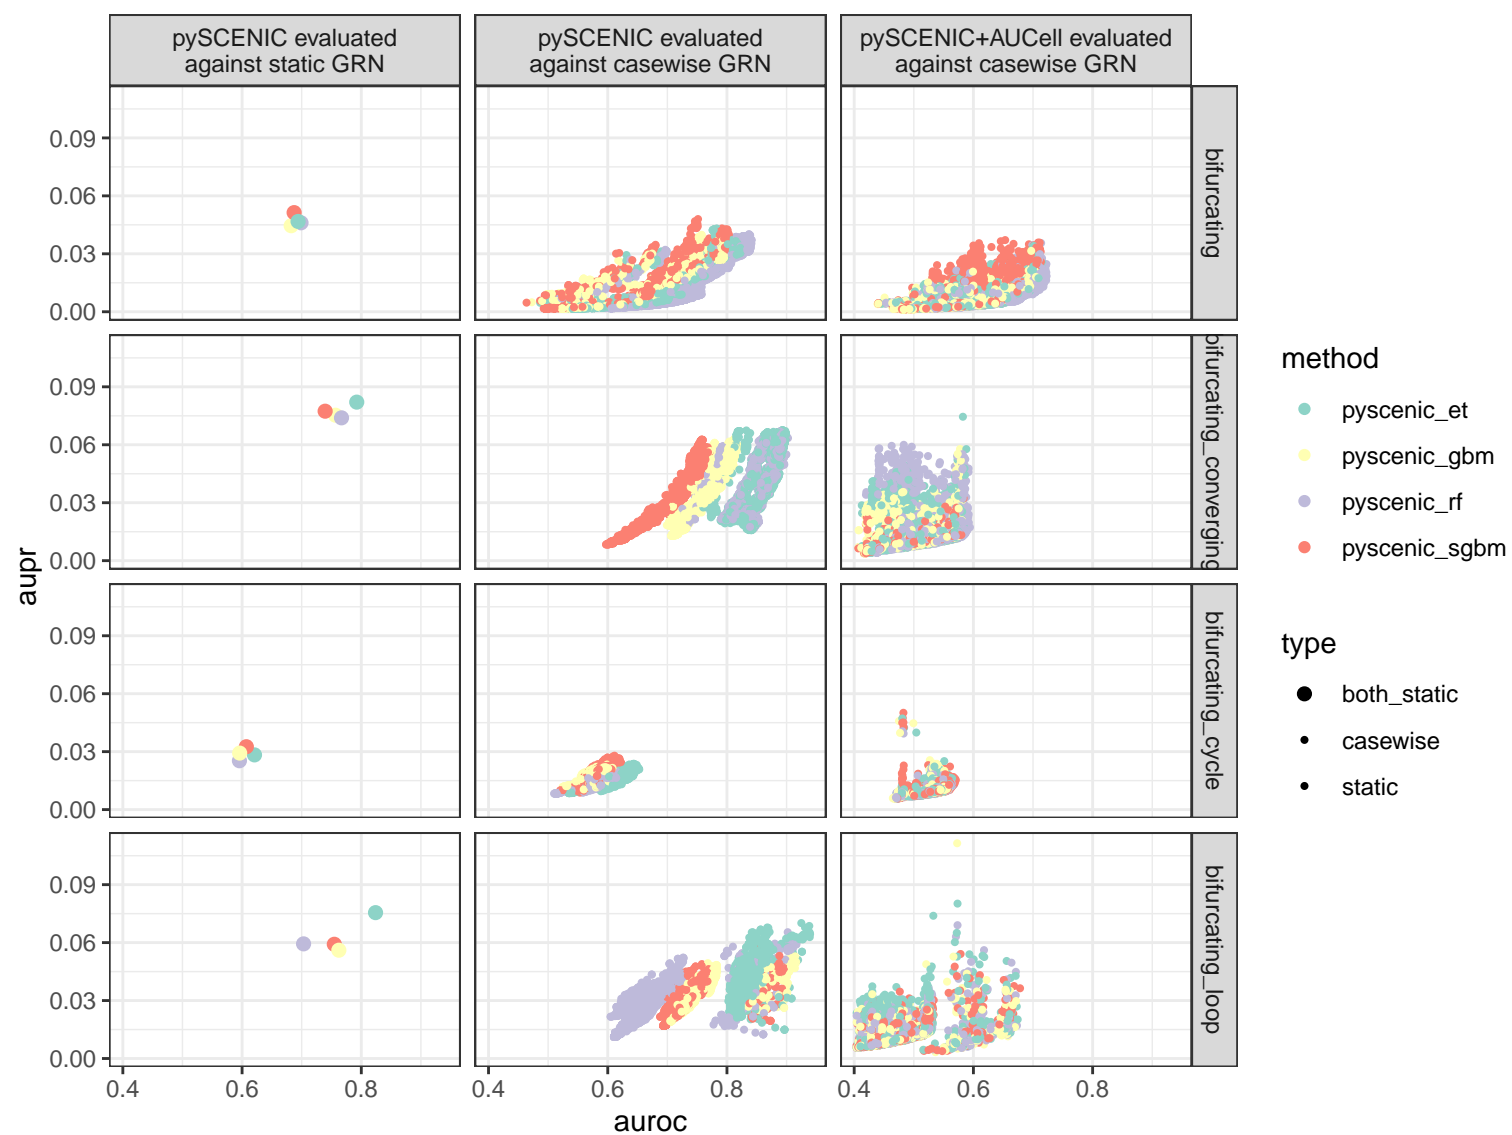 pySCENIC evaluated
against static GRN
pySCENIC evaluated
against casewise GRN
pySCENIC+AUCell evaluated
against casewise GRN
0.09
0.06
0.03
0.00
bifurcating
0.09
0.06
0.03
0.00
bifurcating_converging
0.09
0.06
0.03
0.00
bifurcating_cycle
0.09
0.06
0.03
0.00
bifurcating_loop
0.4 0.6 0.8
0.4 0.6 0.8
0.4 0.6 0.8
auroc
aupr
method
pyscenic_et
pyscenic_gbm
pyscenic_rf
pyscenic_sgbm
type
both_static
casewise
static